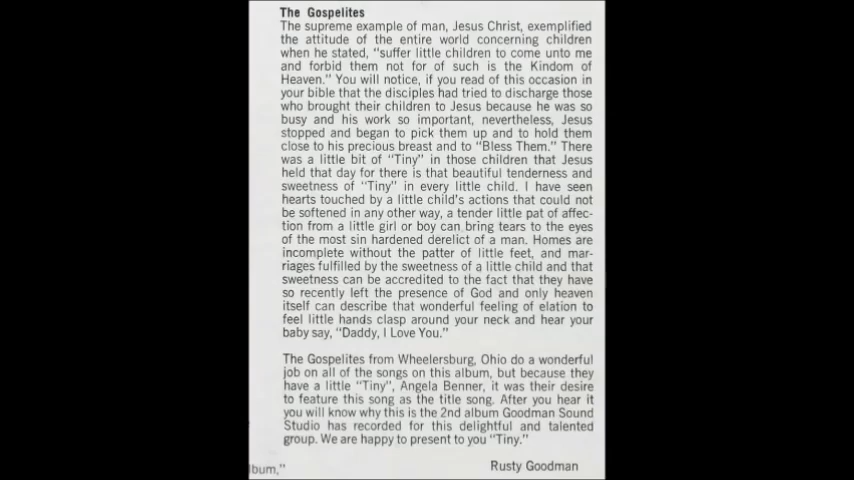 The Gospelites
The supreme example of man, Jesus Christ, exemplified
the attitude of the entire world concerning children
when he stated, "suffer little children to come unto me
and forbid them not for of such is the Kindom of
Heaven." You will notice, if you read of this occasion in
your bible that the disciples had tried to discharge those
who brought their children to Jesus because he was so
busy and his work so important, nevertheless, Jesus
stopped and began to pick them up and to hold them
close to his precious breast and to "Bless Them." There
was a little bit of "Tiny" in those children that Jesus
held that day for there is that beautiful tenderness and
sweetness of "Tiny" in every little child. I have seen
hearts touched by a little child's actions that could not
be softened in any other way, a tender little pat of affec-
tion from a little girl or boy can bring tears to the eyes
of the most sin hardened derelict of a man. Homes are
incomplete without the patter of little feet, and mar-
riages fulfilled by the sweetness of a little child and that
sweetness can be accredited to the fact that they have
so recently left the presence of God and only heaven
itself can describe that wonderful feeling of elation to
feel little hands clasp around your neck and hear your
baby say, "Daddy, I Love You."
The Gospelites from Wheelersburg, Ohio do a wonderful
job on all of the songs on this album, but because they
have a little "Tiny", Angela Benner, it was their desire
to feature this song as the title song. After you hear it
you will know why this is the 2nd album Goodman Sound
Studio has recorded for this delightful and talented
group. We are happy to present to you "Tiny."
bum,"
Rusty Goodman